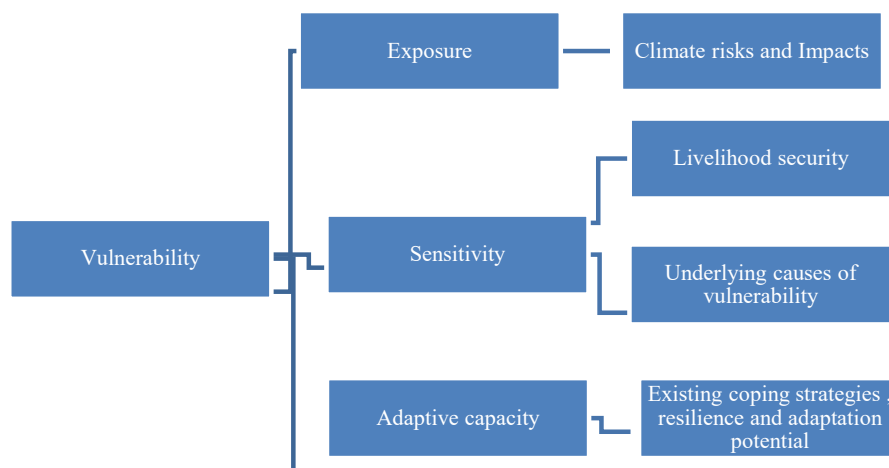 Exposure
Climate risks and Impacts
Livelihood security
Vulnerability
Sensitivity
Underlying causes of
vulnerability
Adaptive capacity
Existing coping strategies ,
resilience and adaptation
potential